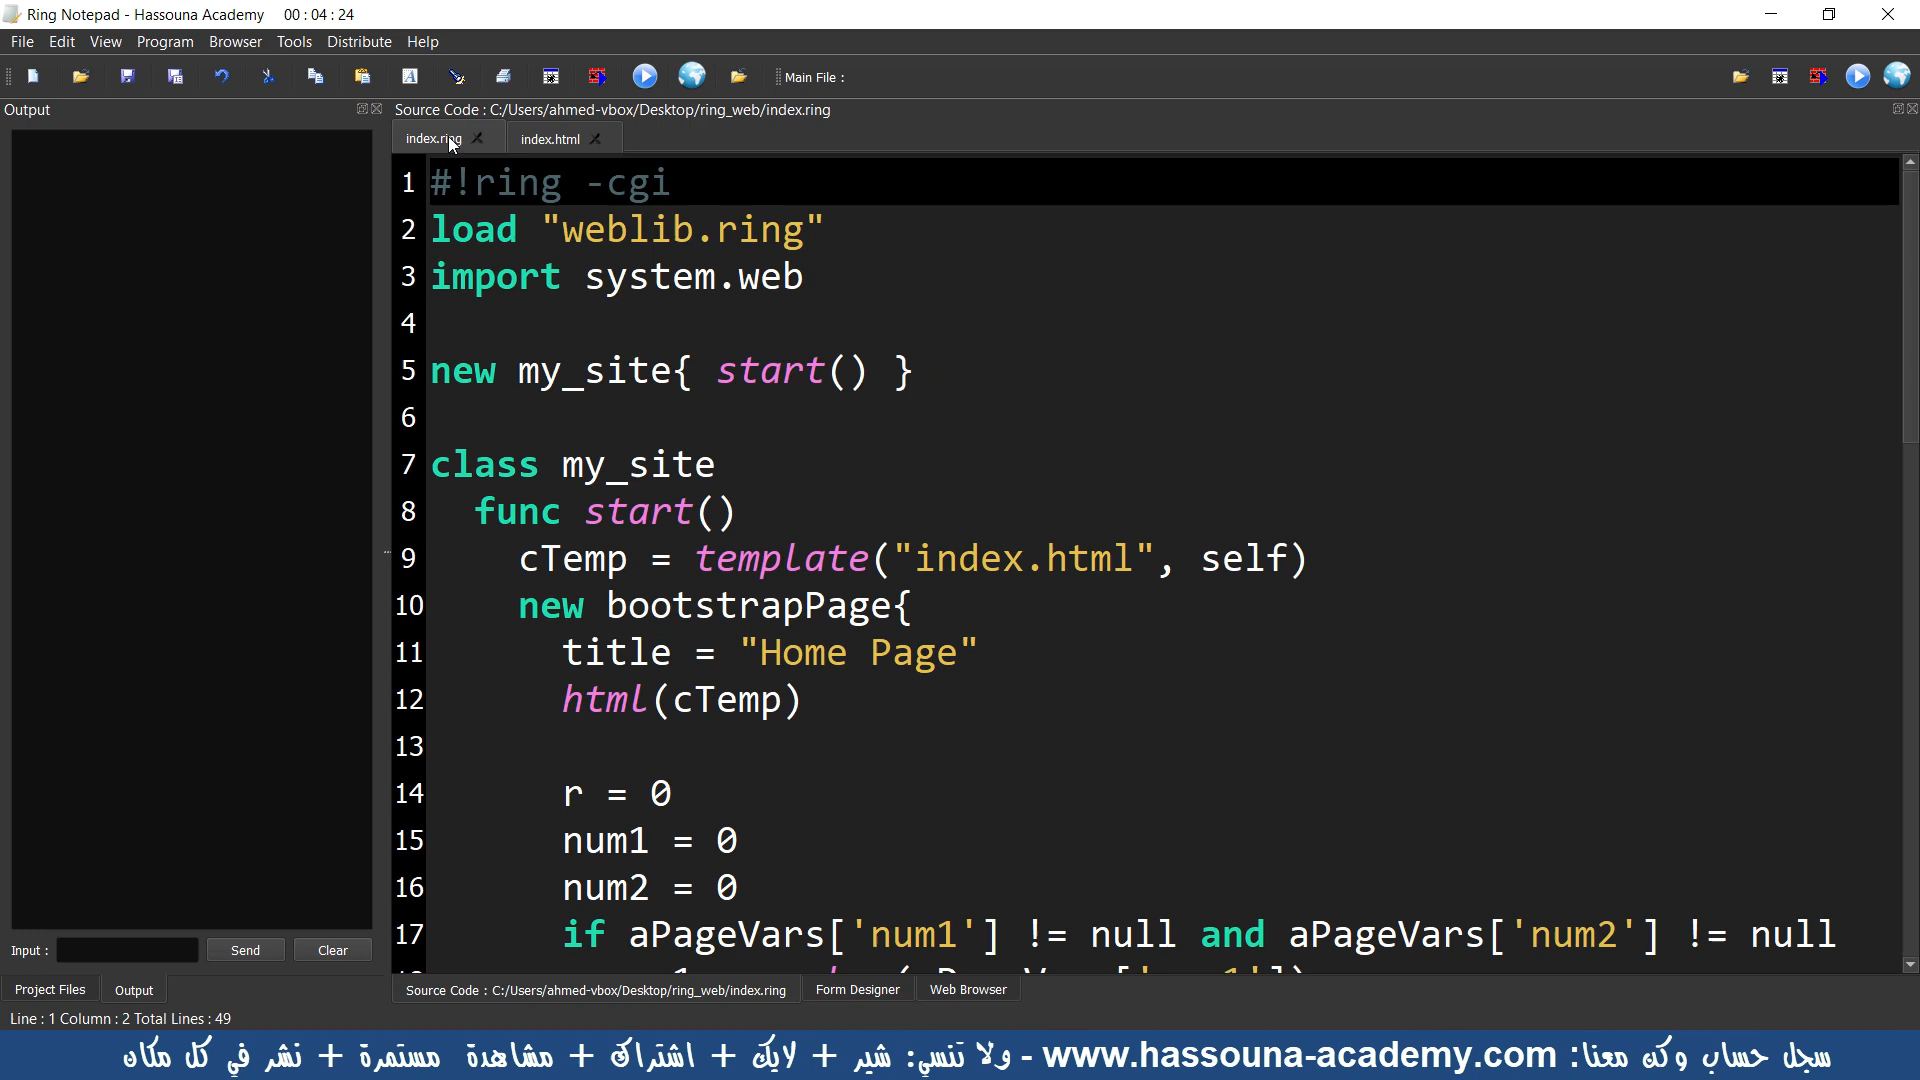 Ring Notepad - Hassouna Academy 00 : 04 : 24
File Edit View Program Browser Tools Distribute Help
Main File :
Output
Source Code : C:/Users/ahmed-vbox/Desktop/ring_web/index.ring
index.ring index.html
1 #!ring -cgi
2 load "weblib.ring"
3 import system.web
4
5 new my_site{ start() }
6
7 class my_site
8 func start()
9 cTemp = template("index.html", self)
10 new bootstrapPage{
11 title = "Home Page"
12 html(cTemp)
13
14 r = 0
15 num1 = 0
16 num2 = 0
17 if aPageVars['num1'] != null and aPageVars['num2'] != null
Input : Send Clear
Project Files Output
Source Code : C:/Users/ahmed-vbox/Desktop/ring_web/index.ring Form Designer Web Browser
Line : 1 Column : 2 Total Lines : 49
سجل حساب وكن معنا: www.hassouna-academy.com - ولا تنسى: شير + لايك + اشتراك + مشاهدة مستمرة + نشر في كل مكان